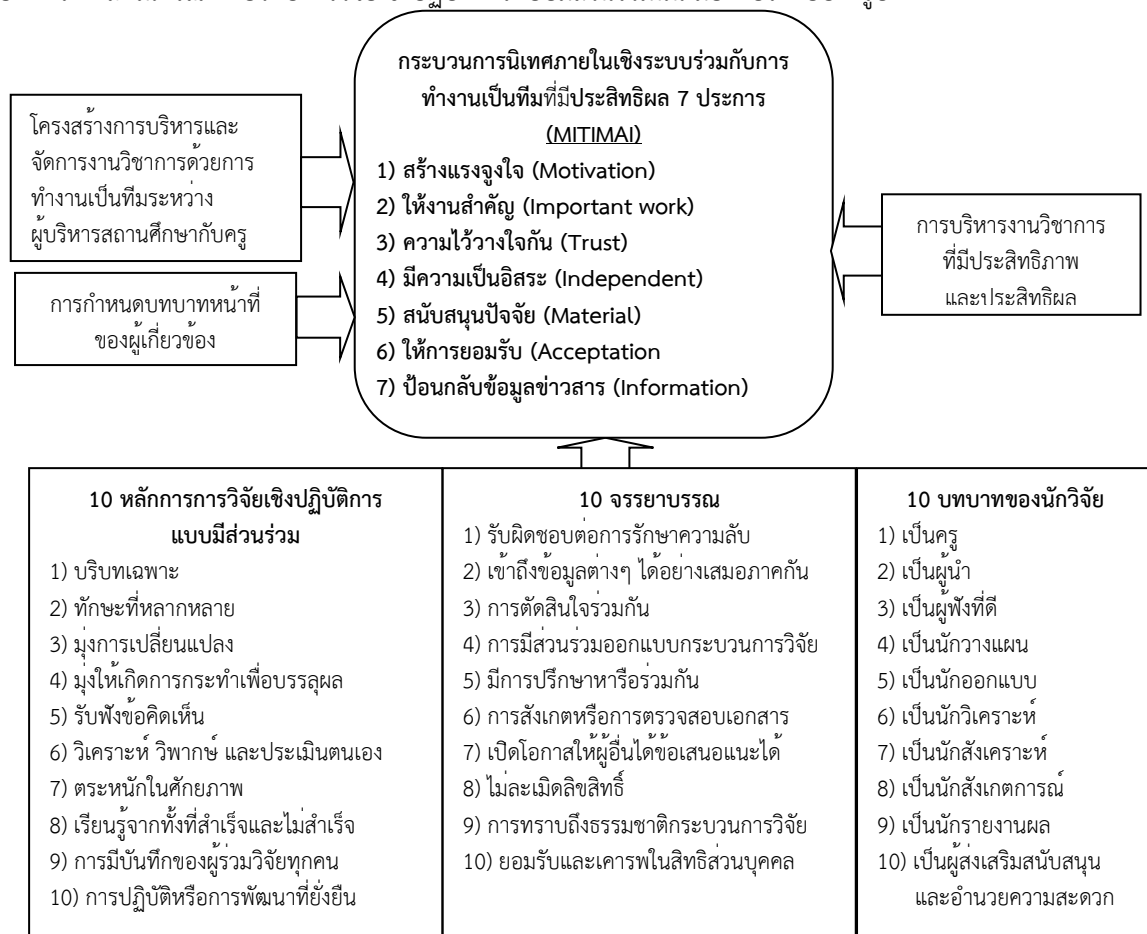 กระบวนการนิเทศภายในเชิงระบบร่วมกับการ
ทำงานเป็นทีมที่มีประสิทธิผล 7 ประการ
(MITIMAI)
1) สร้างแรงจูงใจ (Motivation)
2) ให้งานสำคัญ (Important work)
3) ความไว้วางใจกัน (Trust)
4) มีความเป็นอิสระ (Independent)
5) สนับสนุนปัจจัย (Material)
6) ให้การยอมรับ (Acceptation
7) ป้อนกลับข้อมูลข่าวสาร (Information)
โครงสร้างการบริหารและ
จัดการงานวิชาการด้วยการ
ทำงานเป็นทีมระหว่าง
ผู้บริหารสถานศึกษากับครู
การกำหนดบทบาทหน้าที่
ของผู้เกี่ยวข้อง
การบริหารงานวิชาการ
ที่มีประสิทธิภาพ
และประสิทธิผล
10 หลักการการวิจัยเชิงปฏิบัติการ
แบบมีส่วนร่วม
1) บริบทเฉพาะ
2) ทักษะที่หลากหลาย
3) มุ่งการเปลี่ยนแปลง
4) มุ่งให้เกิดการกระทำเพื่อบรรลุผล
5) รับฟังข้อคิดเห็น
6) วิเคราะห์ วิพากษ์ และประเมินตนเอง
7) ตระหนักในศักยภาพ
8) เรียนรู้จากทั้งที่สำเร็จและไม่สำเร็จ
9) การมีบันทึกของผู้ร่วมวิจัยทุกคน
10) การปฏิบัติหรือการพัฒนาที่ยั่งยืน
10 จรรยาบรรณ
1) รับผิดชอบต่อการรักษาความลับ
2) เข้าถึงข้อมูลต่างๆ ได้อย่างเสมอภาคกัน
3) การตัดสินใจร่วมกัน
4) การมีส่วนร่วมออกแบบกระบวนการวิจัย
5) มีการปรึกษาหารือร่วมกัน
6) การสังเกตหรือการตรวจสอบเอกสาร
7) เปิดโอกาสให้ผู้อื่นได้ข้อเสนอแนะได้
8) ไม่ละเมิดลิขสิทธิ์
9) การทราบถึงธรรมชาติกระบวนการวิจัย
10) ยอมรับและเคารพในสิทธิส่วนบุคคล
10 บทบาทของนักวิจัย
1) เป็นครู
2) เป็นผู้นำ
3) เป็นผู้ฟังที่ดี
4) เป็นนักวางแผน
5) เป็นนักออกแบบ
6) เป็นนักวิเคราะห์
7) เป็นนักสังเคราะห์
8) เป็นนักสังเกตการณ์
9) เป็นนักรายงานผล
10) เป็นผู้ส่งเสริมสนับสนุน
และอำนวยความสะดวก